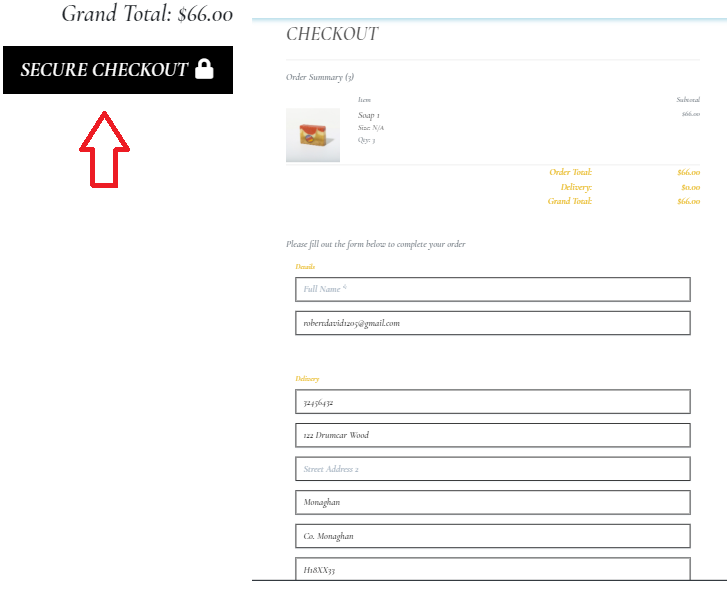 Grand Total: $66.00
SECURE CHECKOUT
CHECKOUT
Order Summary (3)
Item Subtotal
Soap 1 $66.00
Size: N/A
Qty: 3
Order Total: $66.00
Delivery: $0.00
Grand Total: $66.00
Please fill out the form below to complete your order
Details
Full Name *
robertdavid1205@gmail.com
Delivery
32456432
122 Drumcar Wood
Street Address 2
Monaghan
Co. Monaghan
H18XX33